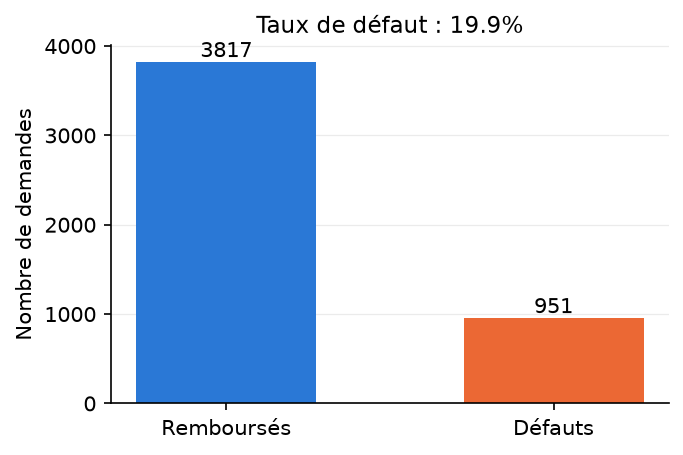 Taux de défaut : 19.9%
Nombre de demandes
4000
3000
2000
1000
0
3817
951
Remboursés
Défauts